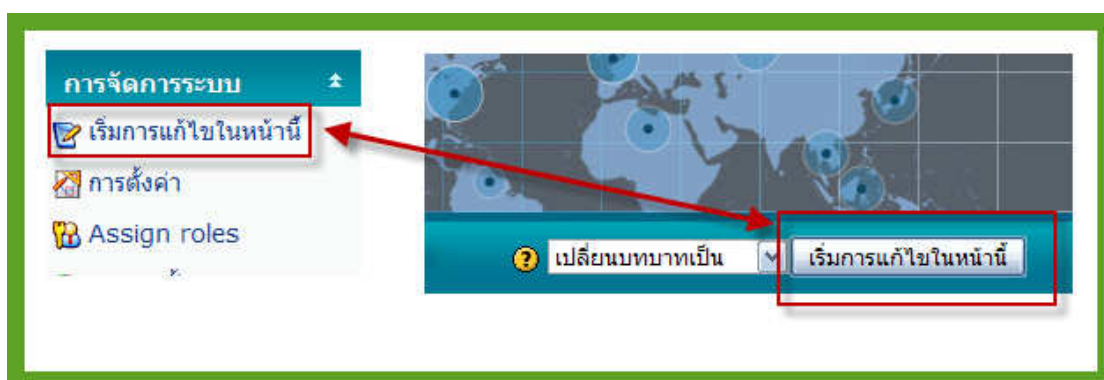 การจัดการระบบ
เริ่มการแก้ไขในหน้านี้
การตั้งค่า
Assign roles
เปลี่ยนบทบาทเป็น
เริ่มการแก้ไขในหน้านี้